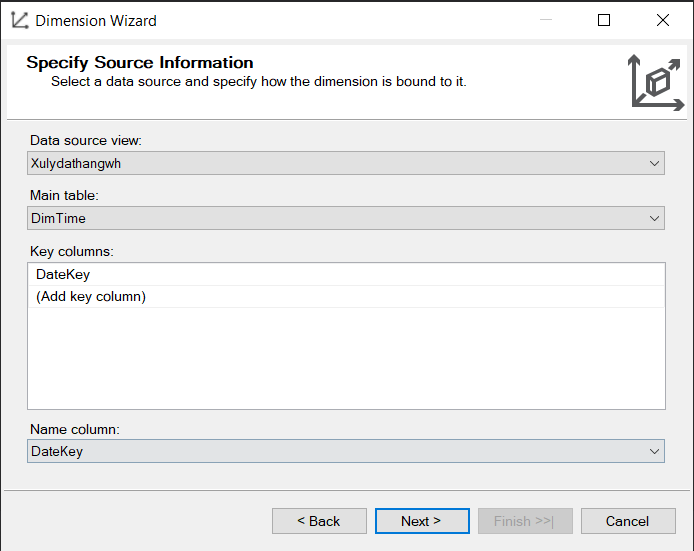 Dimension Wizard
Specify Source Information
Select a data source and specify how the dimension is bound to it.
Data source view:
Xulydathangwh
Main table:
DimTime
Key columns:
DateKey
(Add key column)
Name column:
DateKey
< Back
Next >
Finish >>|
Cancel